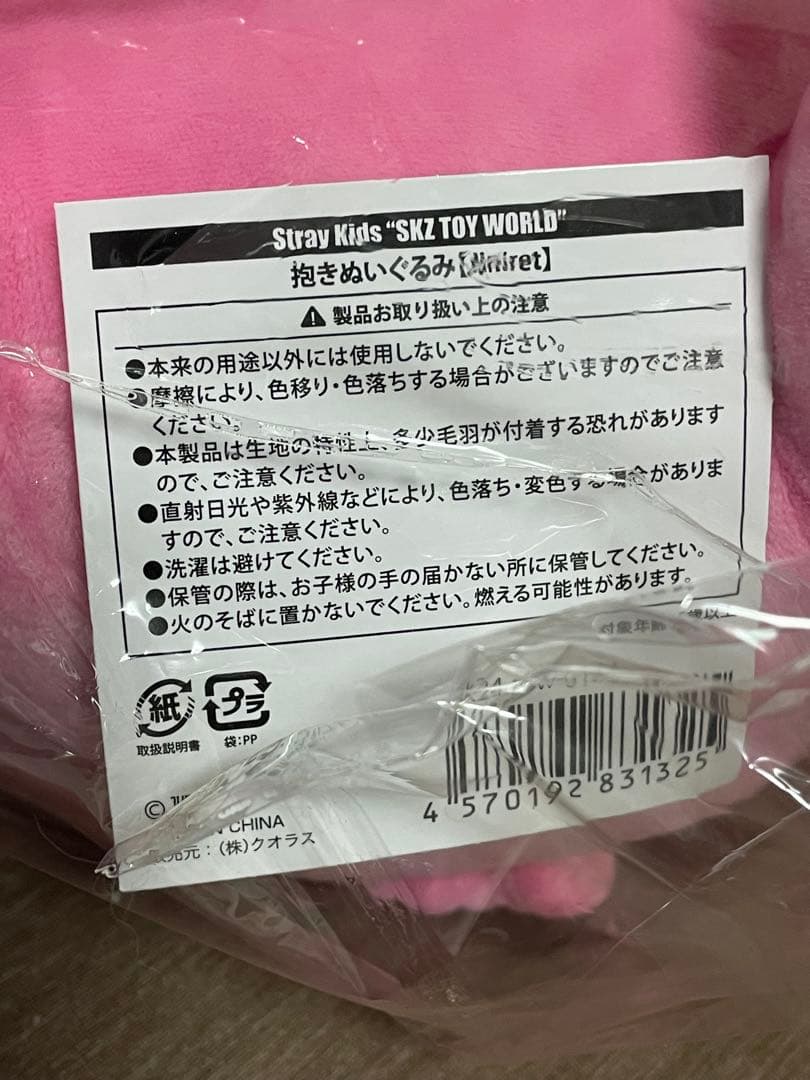 Stray Kids “SKZ TOY WORLD”
抱きぬいぐるみ【Jiniret】
製品お取り扱い上の注意
●本来の用途以外には使用しないでください。
●摩擦により、色移り・色落ちする場合がございますのでご注意
ください。
●本製品は生地の特性上、多少毛羽が付着する恐れがあります
ので、ご注意ください。
●直射日光や紫外線などにより、色落ち・変色する場合がありま
すので、ご注意ください。
●洗濯は避けてください。
●保管の際は、お子様の手の届かない所に保管してください。
●火のそばに置かないでください。燃える可能性があります。
対象年齢 歳以上
紙 プラ
取扱説明書 袋:PP
©
CHINA
販売元:(株)クオラス
4 570192 831325